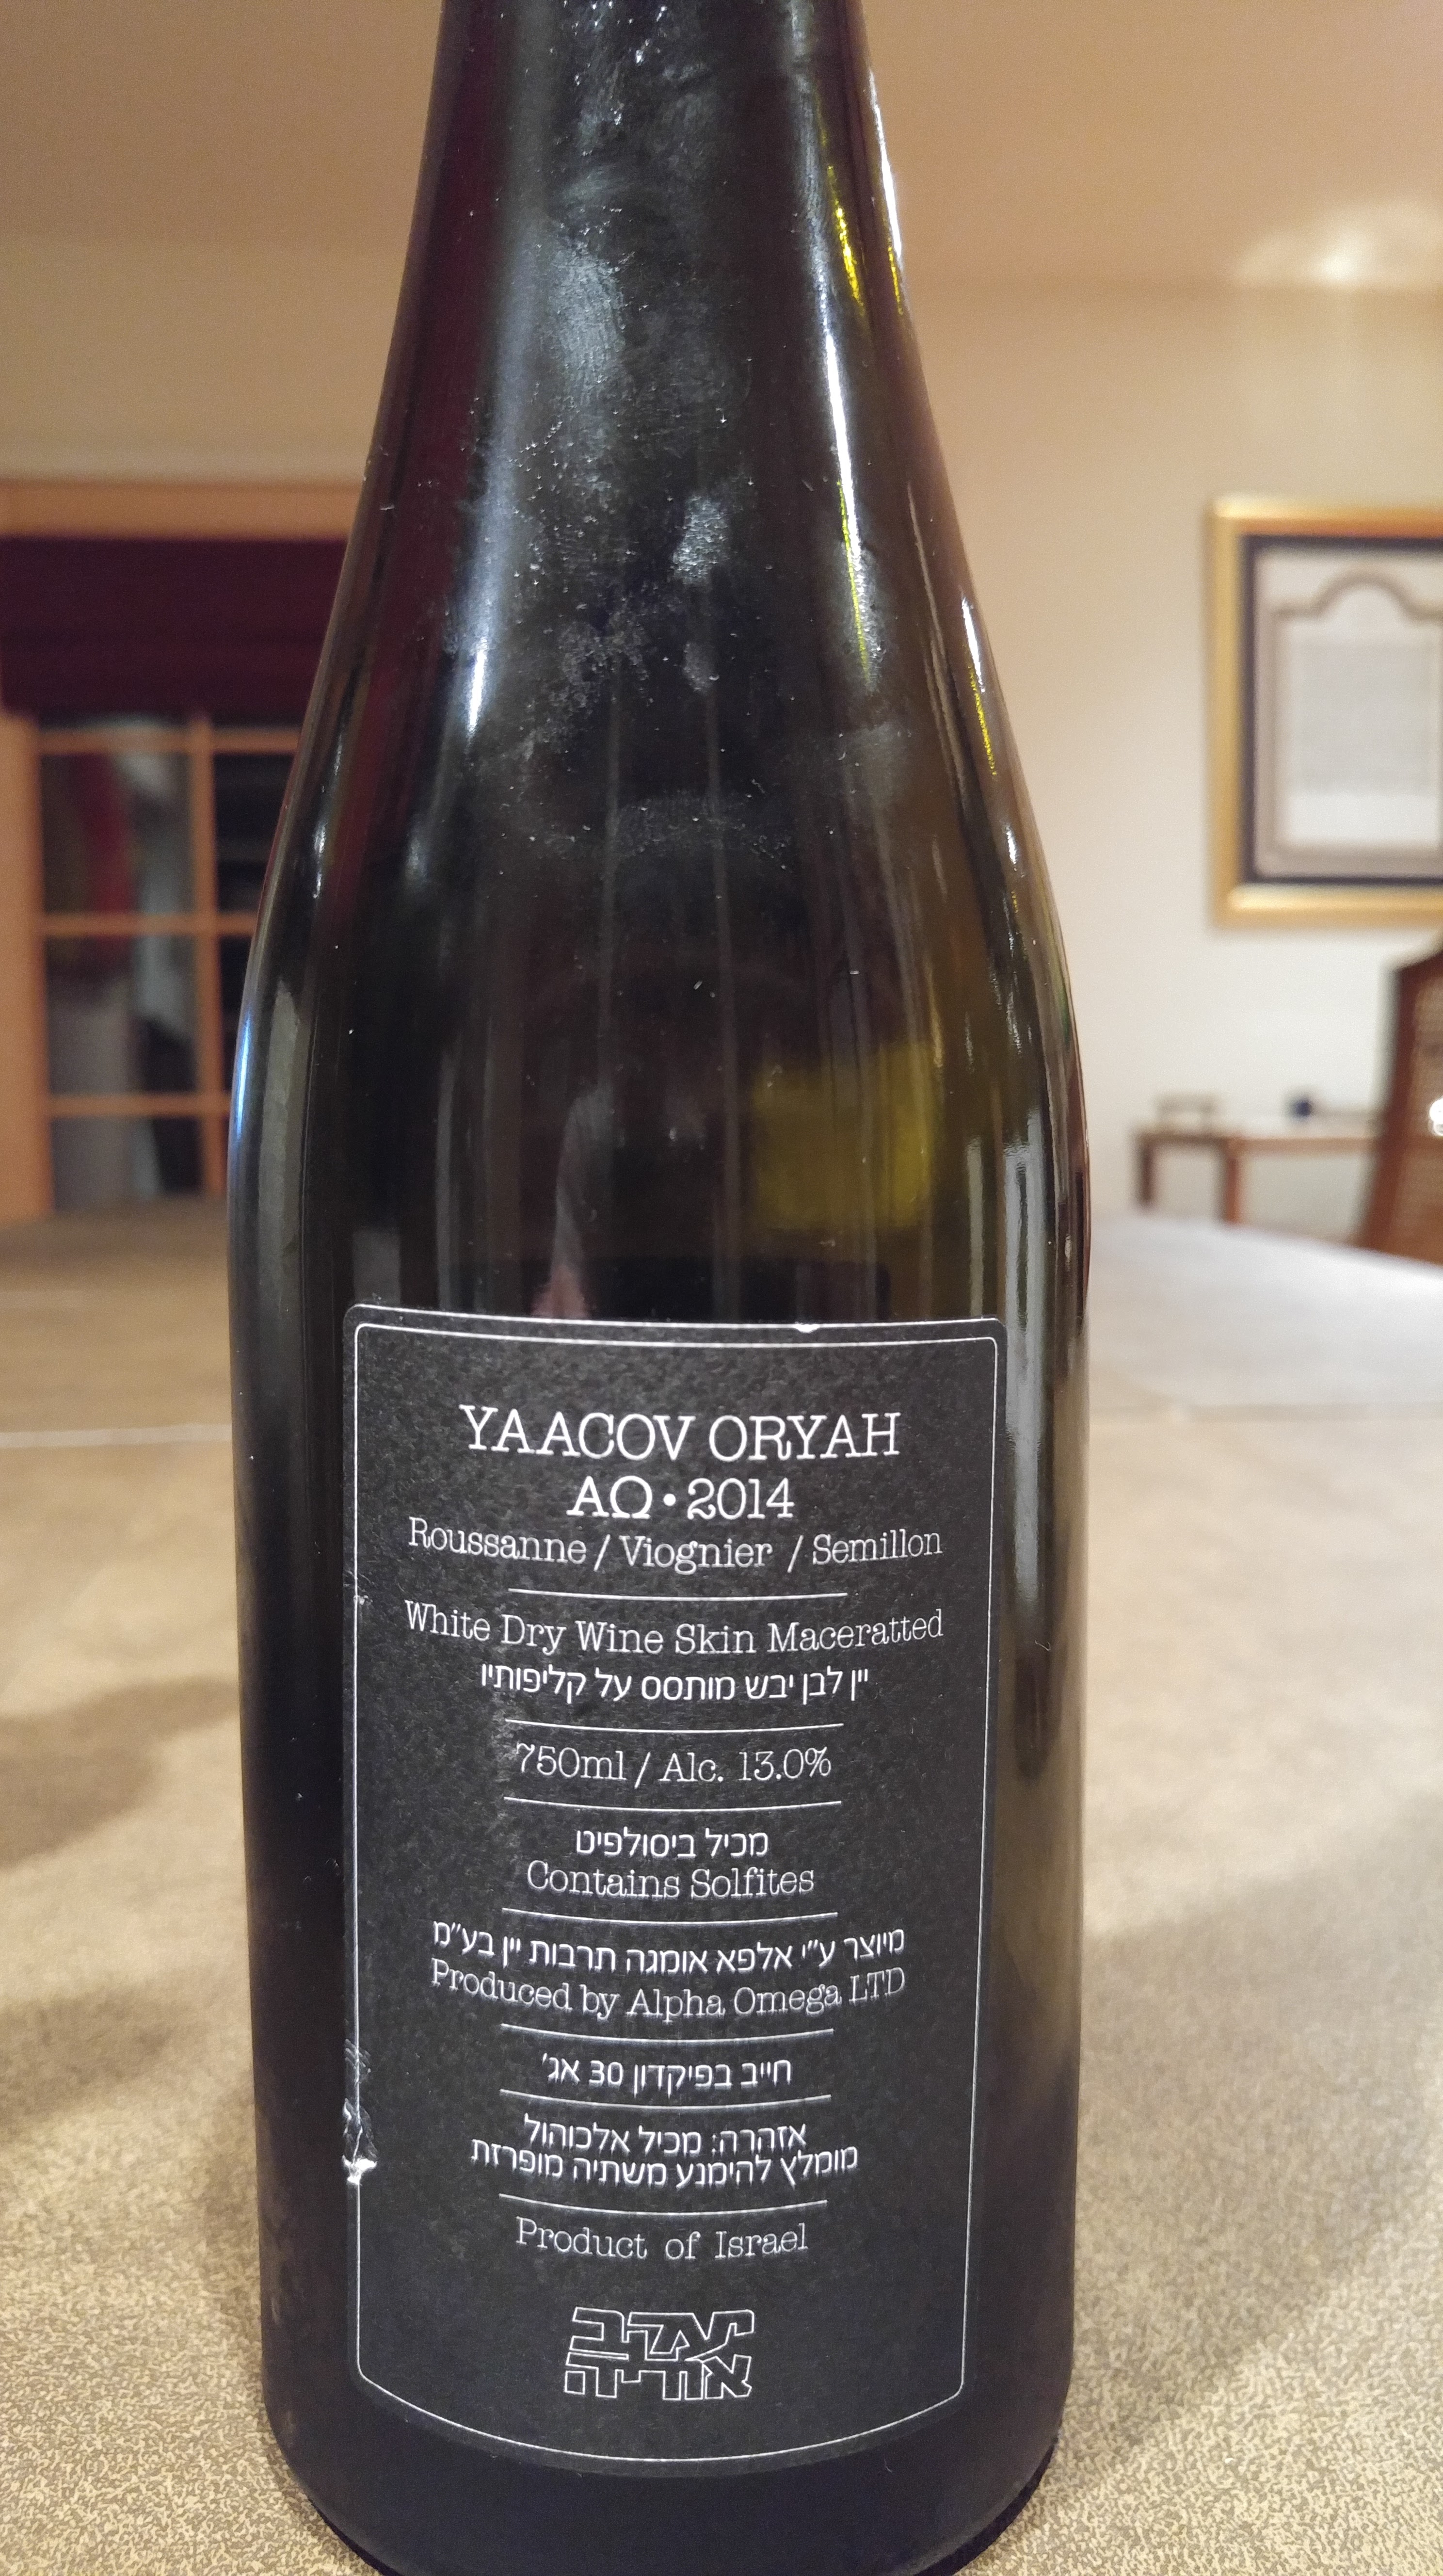 YAACOV ORYAH
ΑΩ • 2014
Roussanne / Viognier / Semillon
White Dry Wine Skin Maceratted
יין לבן יבש מותסס על קליפותיו
750ml / Alc. 13.0%
מכיל ביסולפיט
Contains Solfites
מיוצר ע״י אלפא אומגה תרבות יין בע״מ
Produced by Alpha Omega LTD
חייב בפיקדון 30 אג'
אזהרה: מכיל אלכוהול
מומלץ להימנע משתיה מופרזת
Product of Israel
יעקב
אוריה